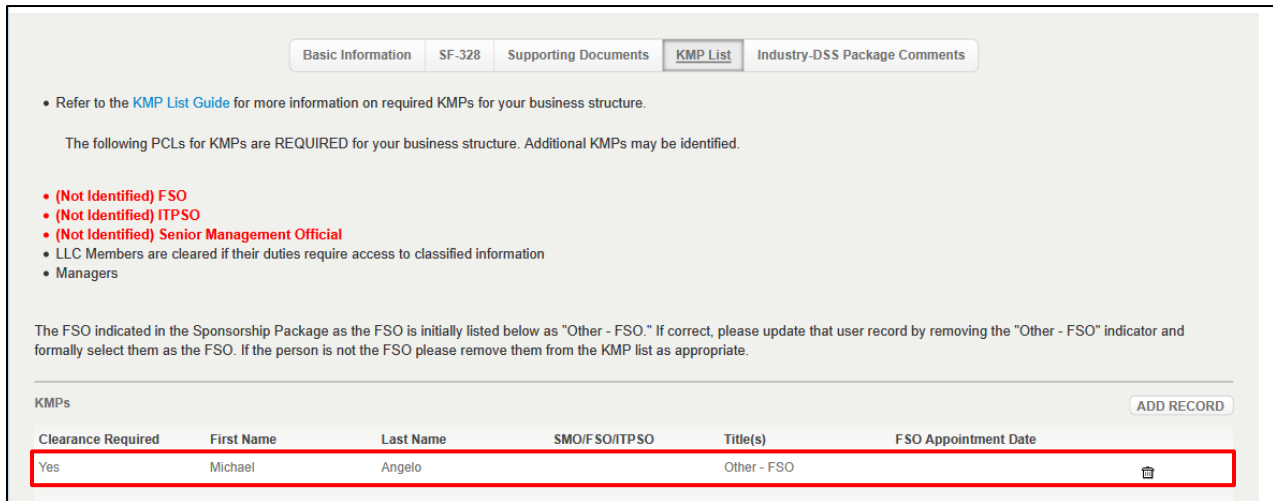 Basic Information SF-328 Supporting Documents KMP List Industry-DSS Package Comments
• Refer to the KMP List Guide for more information on required KMPs for your business structure.
The following PCLs for KMPs are REQUIRED for your business structure. Additional KMPs may be identified.
• (Not Identified) FSO
• (Not Identified) ITPSO
• (Not Identified) Senior Management Official
• LLC Members are cleared if their duties require access to classified information
• Managers
The FSO indicated in the Sponsorship Package as the FSO is initially listed below as "Other - FSO." If correct, please update that user record by removing the "Other - FSO" indicator and
formally select them as the FSO. If the person is not the FSO please remove them from the KMP list as appropriate.
KMPs ADD RECORD
Clearance Required First Name Last Name SMO/FSO/ITPSO Title(s) FSO Appointment Date
Yes Michael Angelo Other - FSO